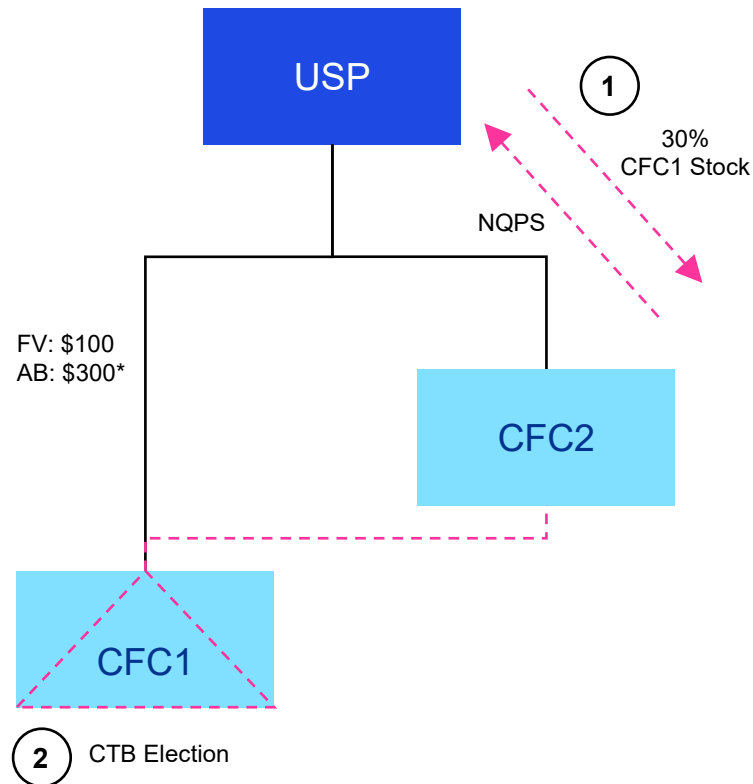 USP
1
30%
CFC1 Stock
NQPS
FV: $100
AB: $300*
CFC2
CFC1
2
CTB Election